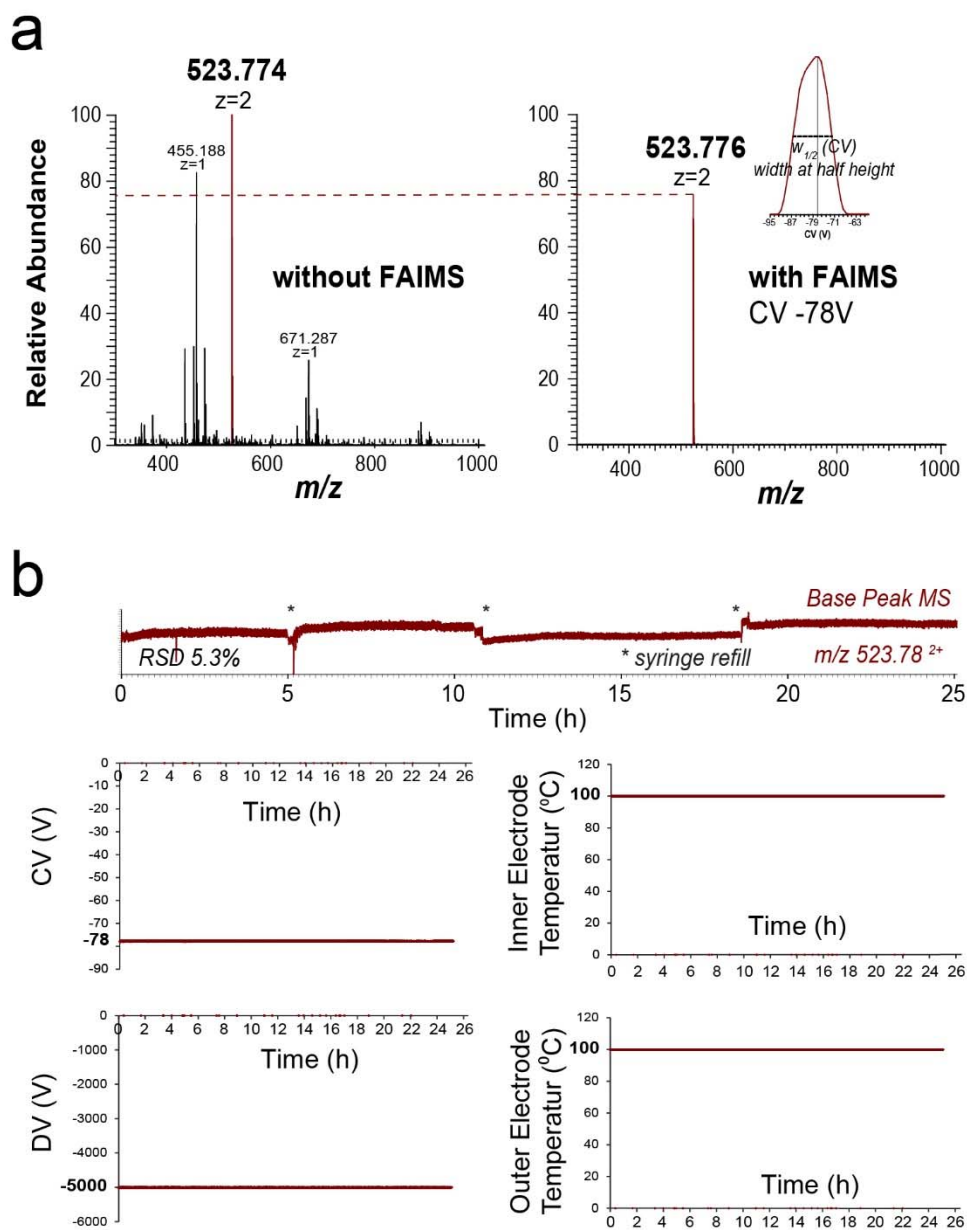 a
523.774
z=2
455.188
z=1
671.287
z=1
without FAIMS
Relative Abundance
100
80
60
40
20
0
400 600 800 1000
m/z
523.776
z=2
w1/2 (CV)
width at half height
-95 -87 -79 -71 -63
CV (V)
with FAIMS
CV -78V
100
80
60
40
20
0
400 600 800 1000
m/z
b
* * *
Base Peak MS
RSD 5.3%
* syringe refill
m/z 523.78 2+
0 5 10 15 20 25
Time (h)
CV (V)
0
-10
-20
-30
-40
-50
-60
-70
-78
-90
0 2 4 6 8 10 12 14 16 18 20 22 24 26
Time (h)
Inner Electrode
Temperatur (⁰C)
120
100
80
60
40
20
0
Time (h)
0 2 4 6 8 10 12 14 16 18 20 22 24 26
DV (V)
0
-1000
-2000
-3000
-4000
-5000
-6000
0 2 4 6 8 10 12 14 16 18 20 22 24 26
Time (h)
Outer Electrode
Temperatur (⁰C)
120
100
80
60
40
20
0
Time (h)
0 2 4 6 8 10 12 14 16 18 20 22 24 26